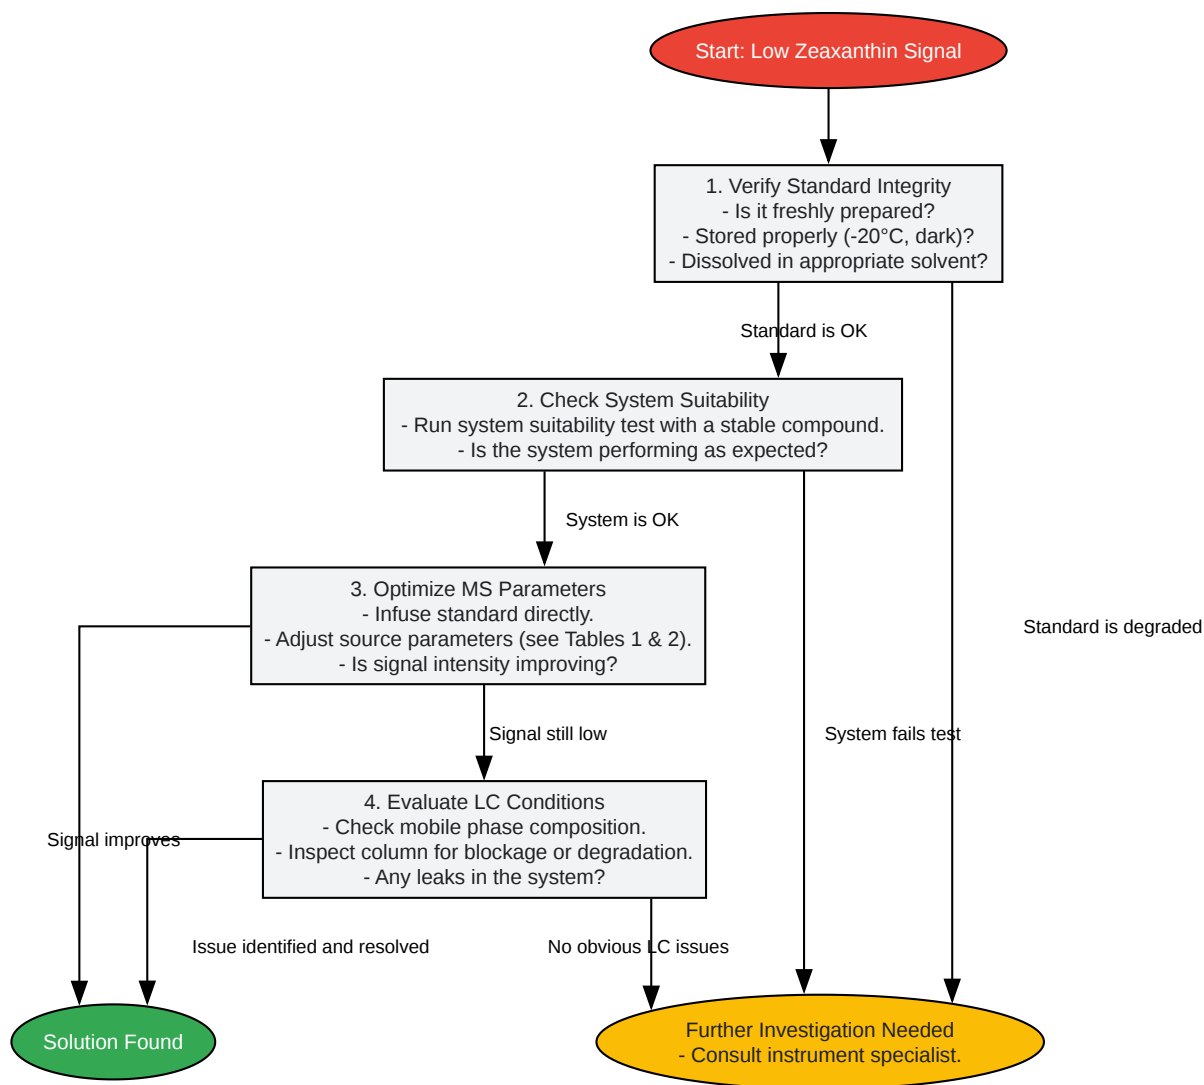 Start: Low Zeaxanthin Signal
1. Verify Standard Integrity
- Is it freshly prepared?
- Stored properly (-20°C, dark)?
- Dissolved in appropriate solvent?
Standard is OK
2. Check System Suitability
- Run system suitability test with a stable compound.
- Is the system performing as expected?
System is OK
3. Optimize MS Parameters
- Infuse standard directly.
- Adjust source parameters (see Tables 1 & 2).
- Is signal intensity improving?
Standard is degraded
Signal still low
System fails test
4. Evaluate LC Conditions
- Check mobile phase composition.
- Inspect column for blockage or degradation.
- Any leaks in the system?
Signal improves
Issue identified and resolved
No obvious LC issues
Solution Found
Further Investigation Needed
- Consult instrument specialist.